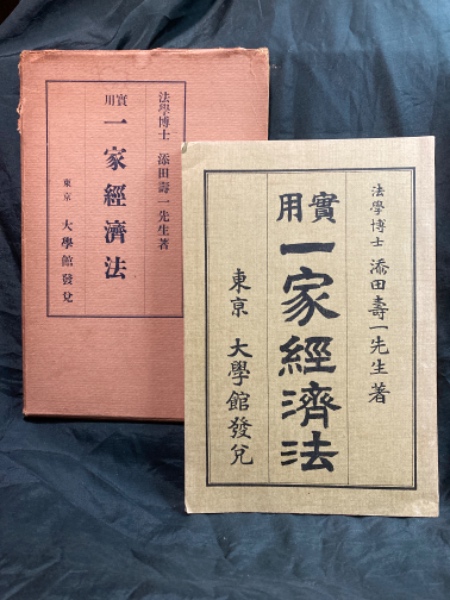 法學博士 添田壽一先生著
實用
一家經濟法
東京 大學館發兌
法學博士 添田壽一先生著
實用
一家經濟法
東京 大學館發兌